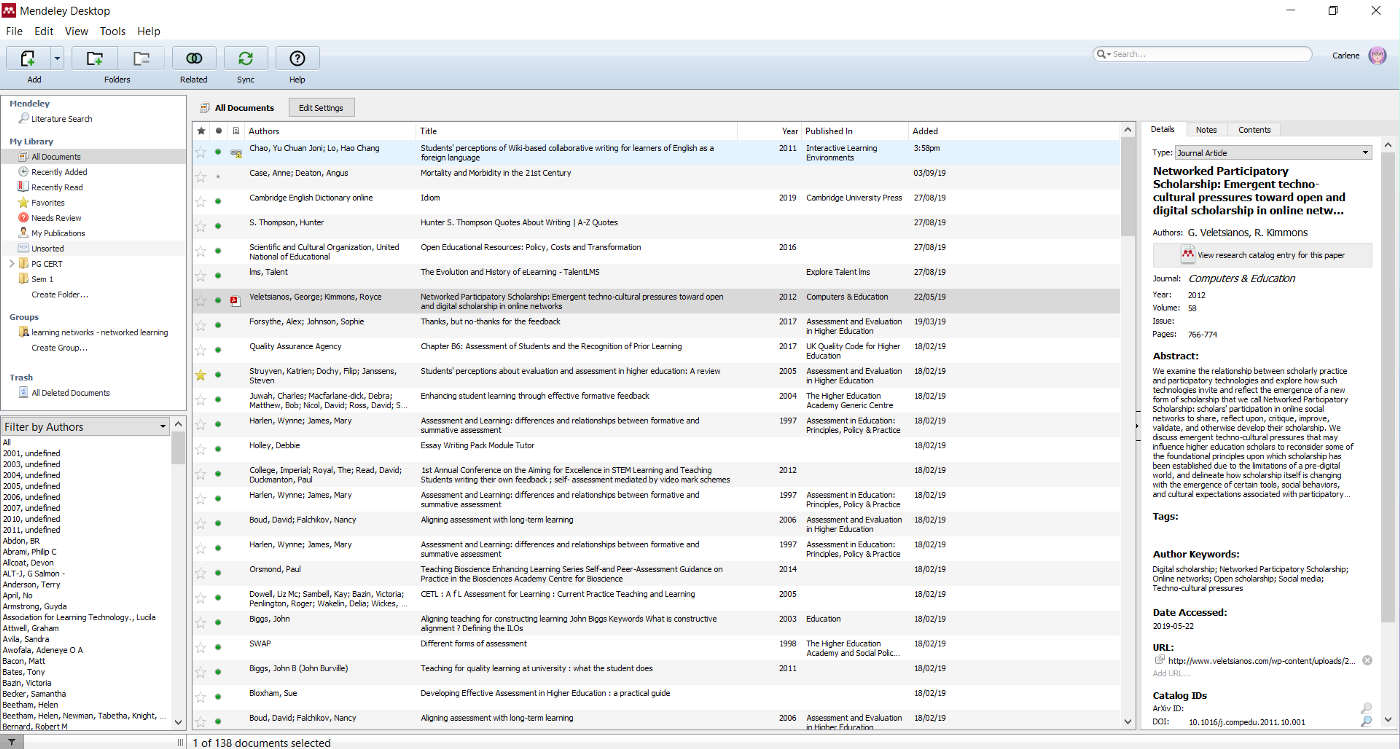 Mendeley Desktop
File Edit View Tools Help
Add Folders Related Sync Help
Search...
Carlene
Mendeley
Literature Search
My Library
All Documents
Recently Added
Recently Read
Favorites
Needs Review
My Publications
Unsorted
PG CERT
Sem 1
Create Folder...
Groups
learning networks - networked learning
Create Group...
Trash
All Deleted Documents
Filter by Authors
All
2001, undefined
2003, undefined
2004, undefined
2005, undefined
2006, undefined
2007, undefined
2010, undefined
2011, undefined
Abdon, BR
Abrami, Philip C
Allcoat, Devon
ALT-J, G Salmon -
Anderson, Terry
April, No
Armstrong, Guyda
Association for Learning Technology., Lucila
Attwell, Graham
Avila, Sandra
Awofala, Adeneye O A
Bacon, Matt
Bates, Tony
Bazin, Victoria
Becker, Samantha
Beetham, Helen
Beetham, Helen, Newman, Tabetha, Knight, ...
Bernard, Robert M
All Documents Edit Settings
Authors Title Year Published In Added
Chao, Yu Chuan Joni; Lo, Hao Chang Students' perceptions of Wiki-based collaborative writing for learners of English as a 2011 Interactive Learning 3:58pm
foreign language Environments
Case, Anne; Deaton, Angus Mortality and Morbidity in the 21st Century 03/09/19
Cambridge English Dictionary online Idiom 2019 Cambridge University Press 27/08/19
S. Thompson, Hunter Hunter S. Thompson Quotes About Writing | A-Z Quotes 27/08/19
Scientific and Cultural Organization, United Open Educational Resources: Policy, Costs and Transformation 2016 27/08/19
National of Educational
lms, Talent The Evolution and History of eLearning - TalentLMS Explore Talent lms 27/08/19
Veletsianos, George; Kimmons, Royce Networked Participatory Scholarship: Emergent techno-cultural pressures toward open 2012 Computers & Education 22/05/19
and digital scholarship in online networks
Forsythe, Alex; Johnson, Sophie Thanks, but no-thanks for the feedback 2017 Assessment and Evaluation 19/03/19
in Higher Education
Quality Assurance Agency Chapter B6: Assessment of Students and the Recognition of Prior Learning 2017 UK Quality Code for Higher 18/02/19
Education
Struyven, Katrien; Dochy, Filip; Janssens, Students' perceptions about evaluation and assessment in higher education: A review 2005 Assessment and Evaluation 18/02/19
Steven in Higher Education
Juwah, Charles; Macfarlane-dick, Debra; Enhancing student learning through effective formative feedback 2004 The Higher Education 18/02/19
Matthew, Bob; Nicol, David; Ross, David; S... Academy Generic Centre
Harlen, Wynne; James, Mary Assessment and Learning: differences and relationships between formative and 1997 Assessment in Education: 18/02/19
summative assessment Principles, Policy & Practice
Holley, Debbie Essay Writing Pack Module Tutor 18/02/19
College, Imperial; Royal, The; Read, David; 1st Annual Conference on the Aiming for Excellence in STEM Learning and Teaching 2012 18/02/19
Duckmanton, Paul Students writing their own feedback ; self- assessment mediated by video mark schemes
Harlen, Wynne; James, Mary Assessment and Learning: differences and relationships between formative and 1997 Assessment in Education: 18/02/19
summative assessment Principles, Policy & Practice
Boud, David; Falchikov, Nancy Aligning assessment with long-term learning 2006 Assessment and Evaluation 18/02/19
in Higher Education
Harlen, Wynne; James, Mary Assessment and Learning: differences and relationships between formative and 1997 Assessment in Education: 18/02/19
summative assessment Principles, Policy & Practice
Orsmond, Paul Teaching Bioscience Enhancing Learning Series Self-and Peer-Assessment Guidance on 2014 18/02/19
Practice in the Biosciences Academy Centre for Bioscience
Dowell, Liz Mc; Sambell, Kay; Bazin, Victoria; CETL : A f L Assessment for Learning : Current Practice Teaching and Learning 2005 18/02/19
Penlington, Roger; Wakelin, Delia; Wickes, ...
Biggs, John Aligning teaching for constructing learning John Biggs Keywords What is constructive 2003 Education 18/02/19
alignment ? Defining the ILOs
SWAP Different forms of assessment 1998 The Higher Education 18/02/19
Academy and Social Polic...
Biggs, John B (John Burville) Teaching for quality learning at university : what the student does 2011 18/02/19
Bloxham, Sue Developing Effective Assessment in Higher Education : a practical guide 18/02/19
Boud, David; Falchikov, Nancy Aligning assessment with long-term learning 2006 Assessment and Evaluation 18/02/19
in Higher Education
1 of 138 documents selected
Details Notes Contents
Type: Journal Article
Networked Participatory
Scholarship: Emergent techno-
cultural pressures toward open and
digital scholarship in online netw...
Authors: G. Veletsianos, R. Kimmons
View research catalog entry for this paper
Journal: Computers & Education
Year: 2012
Volume: 58
Issue:
Pages: 766-774
Abstract:
We examine the relationship between scholarly practice
and participatory technologies and explore how such
technologies invite and reflect the emergence of a new
form of scholarship that we call Networked Participatory
Scholarship: scholars' participation in online social
networks to share, reflect upon, critique, improve,
validate, and otherwise develop their scholarship. We
discuss emergent techno-cultural pressures that may
influence higher education scholars to reconsider some of
the foundational principles upon which scholarship has
been established due to the limitations of a pre-digital
world, and delineate how scholarship itself is changing
with the emergence of certain tools, social behaviors,
and cultural expectations associated with participatory...
Tags:
Author Keywords:
Digital scholarship; Networked Participatory Scholarship;
Online networks; Open scholarship; Social media;
Techno-cultural pressures
Date Accessed:
2019-05-22
URL:
http://www.veletsianos.com/wp-content/uploads/2...
Add URL...
Catalog IDs
ArXiv ID:
DOI: 10.1016/j.compedu.2011.10.001